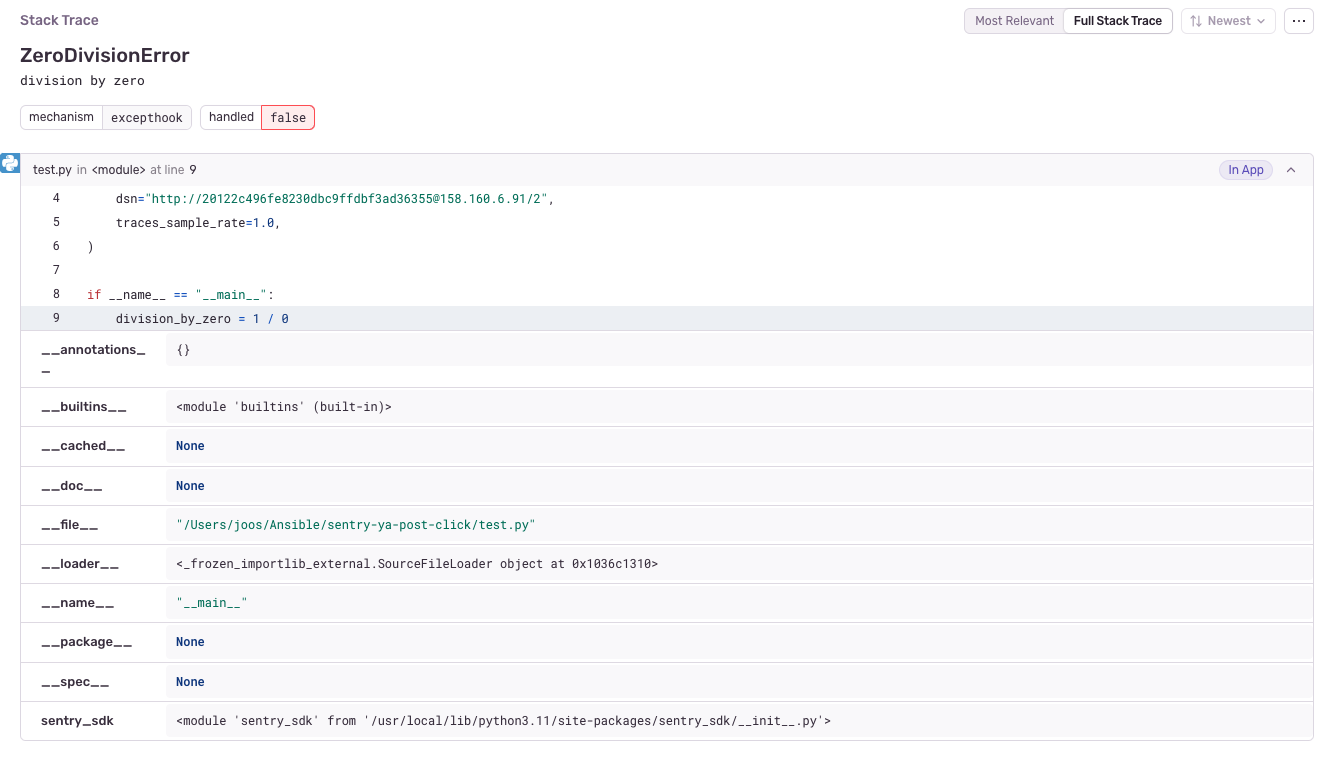 Stack Trace
Most Relevant Full Stack Trace Newest
ZeroDivisionError
division by zero
mechanism excepthook handled false
test.py in <module> at line 9 In App
4 dsn="http://20122c496fe8230dbc9ffdbf3ad36355@158.160.6.91/2",
5 traces_sample_rate=1.0,
6 )
7
8 if __name__ == "__main__":
9 division_by_zero = 1 / 0
__annotations_ {}
_
__builtins__ <module 'builtins' (built-in)>
__cached__ None
__doc__ None
__file__ "/Users/joos/Ansible/sentry-ya-post-click/test.py"
__loader__ <_frozen_importlib_external.SourceFileLoader object at 0x1036c1310>
__name__ "__main__"
__package__ None
__spec__ None
sentry_sdk <module 'sentry_sdk' from '/usr/local/lib/python3.11/site-packages/sentry_sdk/__init__.py'>